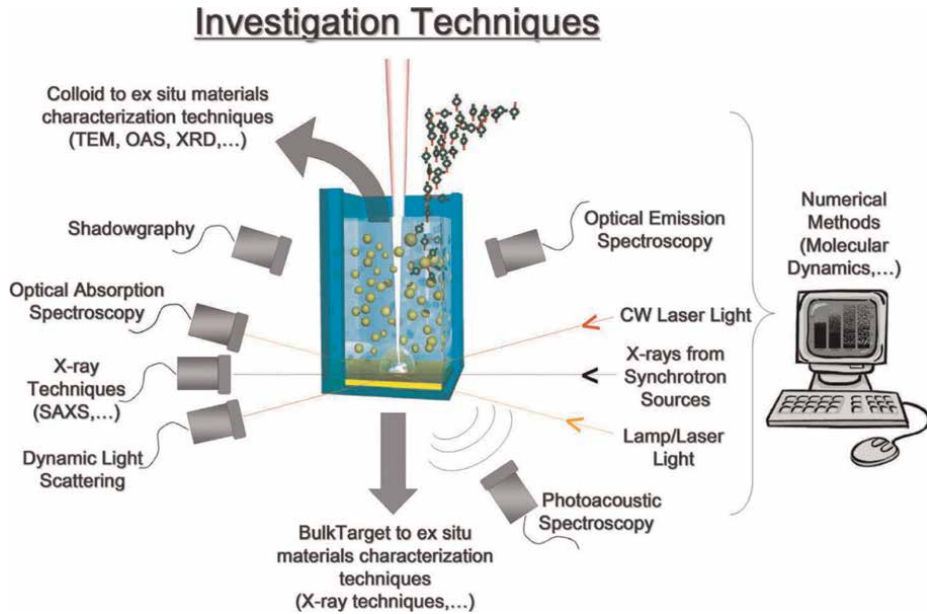 Investigation Techniques
Colloid to ex situ materials
characterization techniques
(TEM, OAS, XRD,...)
Shadowgraphy
Optical Absorption
Spectroscopy
X-ray
Techniques
(SAXS,...)
Dynamic Light
Scattering
BulkTarget to ex situ
materials characterization
techniques
(X-ray techniques,...)
Optical Emission
Spectroscopy
CW Laser Light
X-rays from
Synchrotron
Sources
Lamp/Laser
Light
Photoacoustic
Spectroscopy
Numerical
Methods
(Molecular
Dynamics,...)